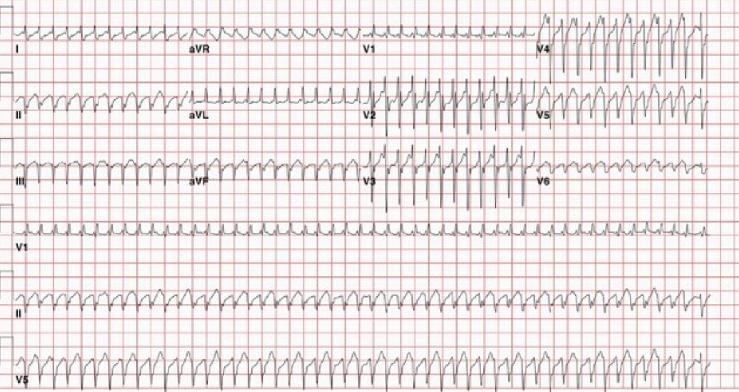 I aVR V1 V4
II aVL V2 V5
III aVF V3 V6
V1
II
V5